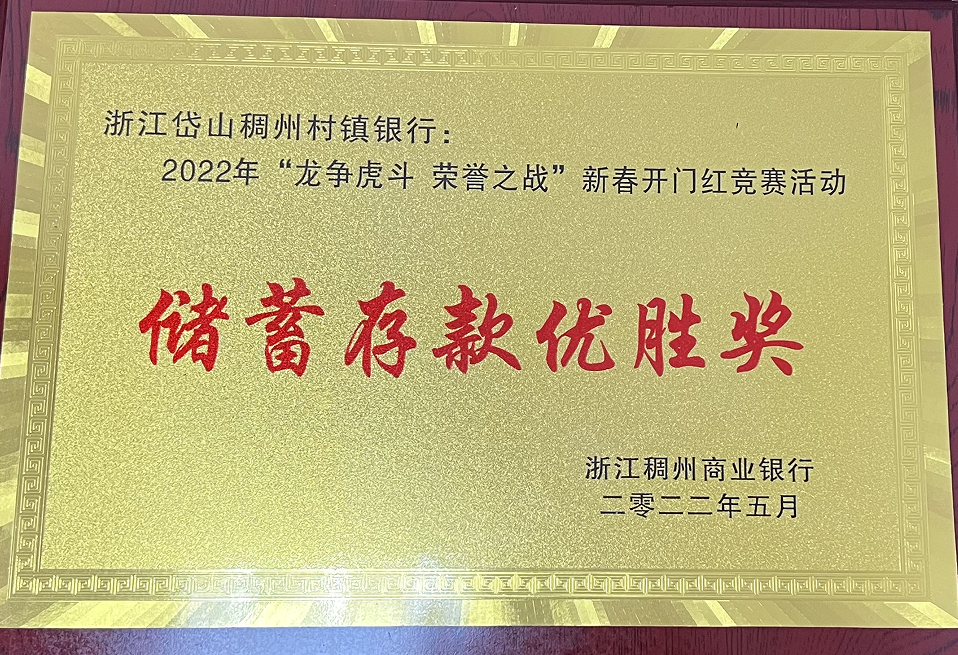 浙江岱山稠州村镇银行:
2022年“龙争虎斗 荣誉之战”新春开门红竞赛活动
储蓄存款优胜奖
浙江稠州商业银行
二零二二年五月